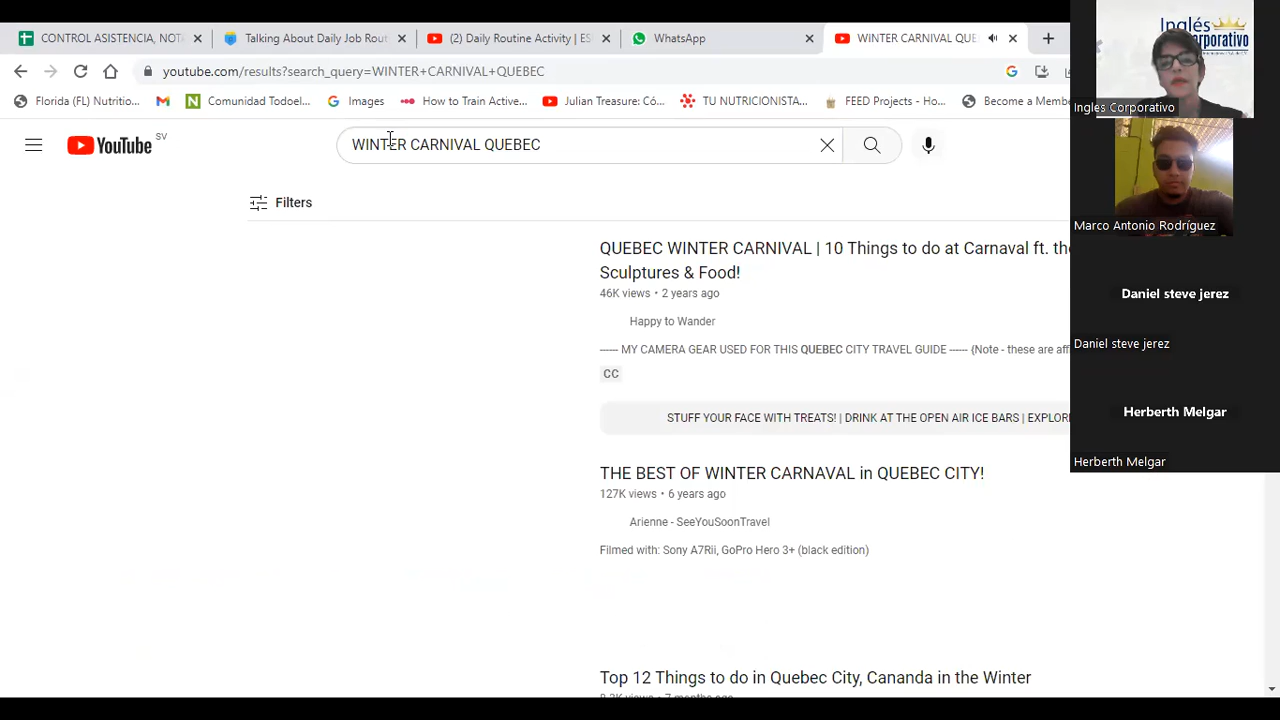 CONTROL ASISTENCIA, NOTA
Talking About Daily Job Rout
(2) Daily Routine Activity | ES
WhatsApp
WINTER CARNIVAL QUE
youtube.com/results?search_query=WINTER+CARNIVAL+QUEBEC
Florida (FL) Nutritio...
Comunidad Todoel...
Images
How to Train Active...
Julian Treasure: Có...
TU NUTRICIONISTA...
FEED Projects - Ho...
Become a Membe
YouTube SV
WINTER CARNIVAL QUEBEC
Filters
QUEBEC WINTER CARNIVAL | 10 Things to do at Carnaval ft. the
Sculptures & Food!
46K views • 2 years ago
Happy to Wander
------ MY CAMERA GEAR USED FOR THIS QUEBEC CITY TRAVEL GUIDE ------ {Note - these are affi
CC
STUFF YOUR FACE WITH TREATS! | DRINK AT THE OPEN AIR ICE BARS | EXPLOR
THE BEST OF WINTER CARNAVAL in QUEBEC CITY!
127K views • 6 years ago
Arienne - SeeYouSoonTravel
Filmed with: Sony A7Rii, GoPro Hero 3+ (black edition)
Top 12 Things to do in Quebec City, Cananda in the Winter
Inglés
Corporativo
Ingles Corporativo
Marco Antonio Rodríguez
Daniel steve jerez
Daniel steve jerez
Herberth Melgar
Herberth Melgar